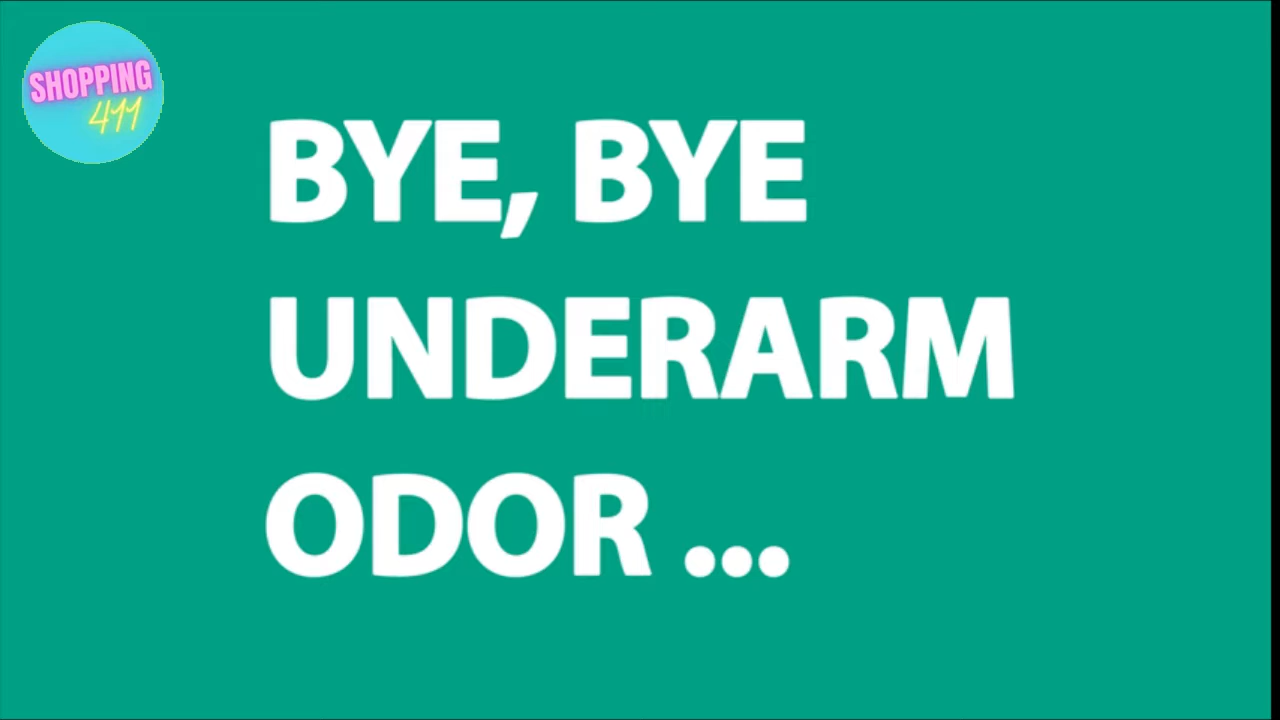 SHOPPING
411
BYE, BYE
UNDERARM
ODOR ...